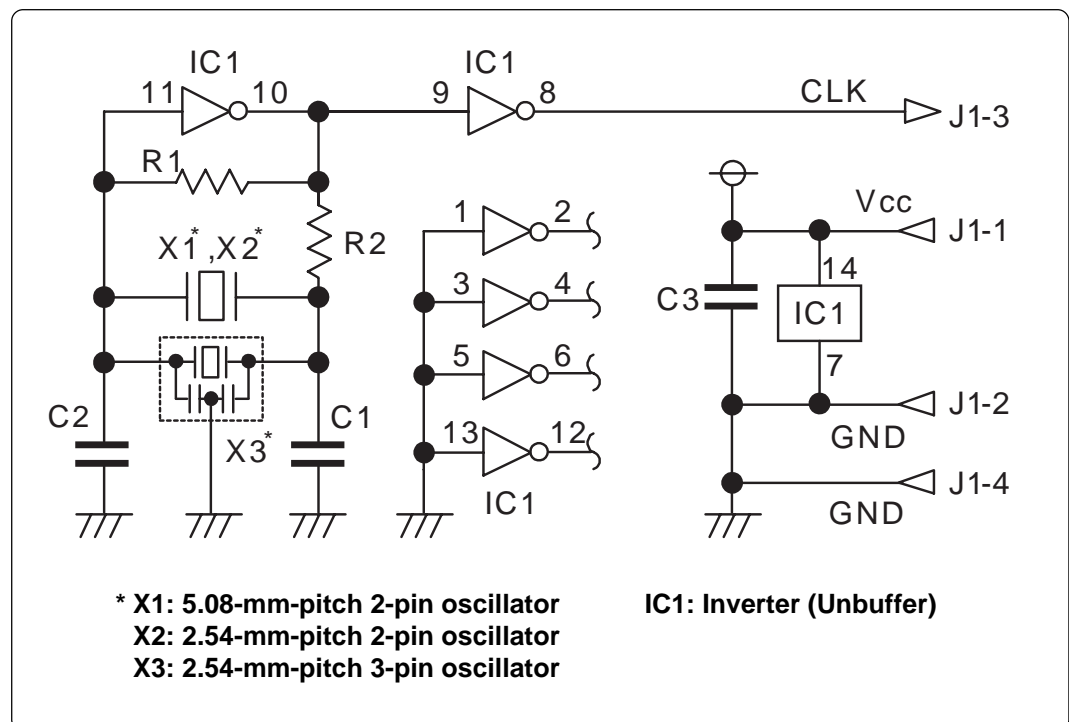 IC1
IC1
11
10
9
8
CLK
J1-3
R1
R2
X1*,X2*
1
2
Vcc
J1-1
14
3
4
C3
IC1
5
6
7
C2
C1
J1-2
X3*
13
12
GND
IC1
J1-4
GND
* X1: 5.08-mm-pitch 2-pin oscillator
X2: 2.54-mm-pitch 2-pin oscillator
X3: 2.54-mm-pitch 3-pin oscillator
IC1: Inverter (Unbuffer)